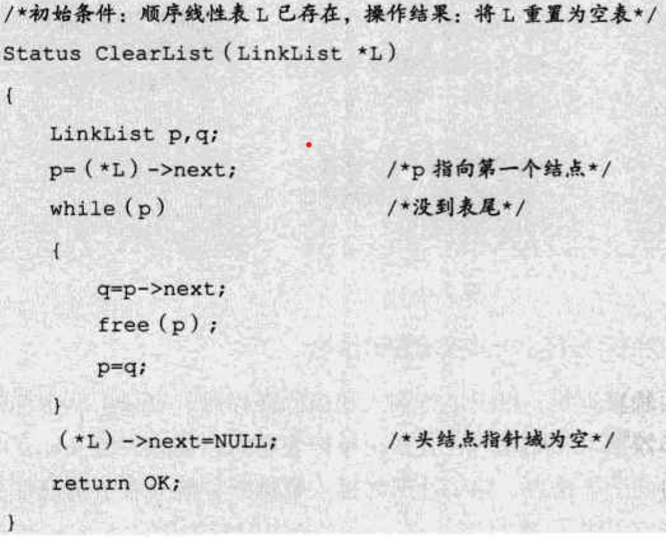 /*初始条件：顺序线性表 L 已存在，操作结果：将 L 重置为空表*/
Status ClearList(LinkList *L)
{
    LinkList p,q;
    p=(*L)->next;            /*p 指向第一个结点*/
    while(p)                 /*没到表尾*/
    {
        q=p->next;
        free(p);
        p=q;
    }
    (*L)->next=NULL;         /*头结点指针域为空*/
    return OK;
}